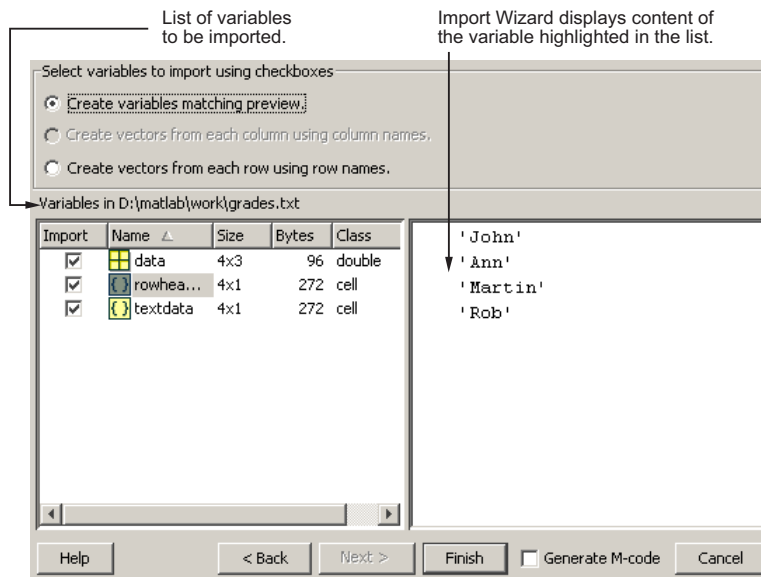 List of variables
to be imported.
Import Wizard displays content of
the variable highlighted in the list.
Select variables to import using checkboxes
Create variables matching preview.
Create vectors from each column using column names.
Create vectors from each row using row names.
Variables in D:\matlab\work\grades.txt
Import Name Size Bytes Class
data 4x3 96 double
rowhea... 4x1 272 cell
textdata 4x1 272 cell
'John'
'Ann'
'Martin'
'Rob'
Help < Back Next > Finish Generate M-code Cancel